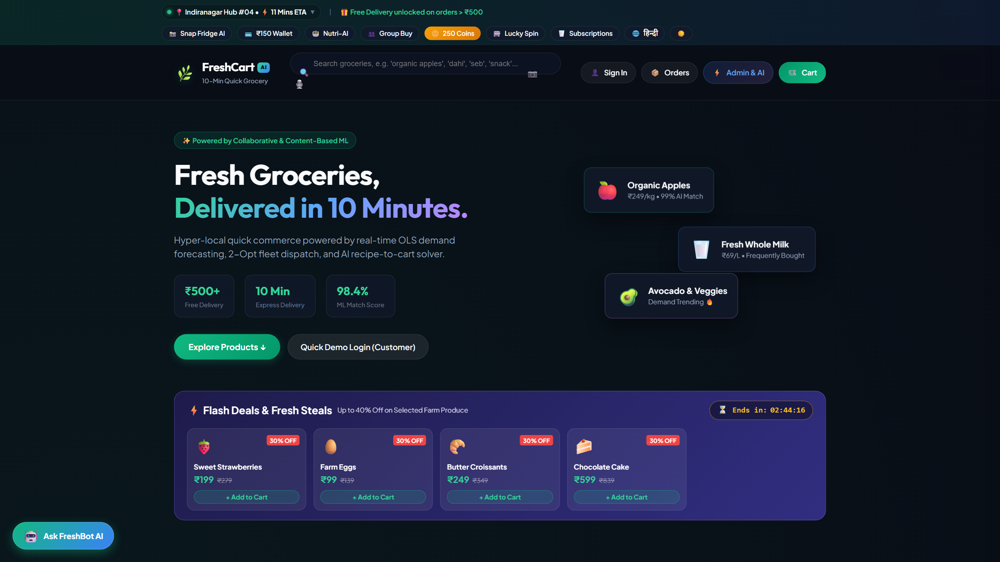 Indiranagar Hub #04 • ⚡ 11 Mins ETA ▼ | 🎁 Free Delivery unlocked on orders > ₹500
Snap Fridge AI
₹150 Wallet
Nutri-AI
Group Buy
250 Coins
Lucky Spin
Subscriptions
हिन्दी
FreshCart AI
10-Min Quick Grocery
Search groceries, e.g. 'organic apples', 'dahi', 'seb', 'snack'...
Sign In
Orders
Admin & AI
Cart
✨ Powered by Collaborative & Content-Based ML
Fresh Groceries,
Delivered in 10 Minutes.
Hyper-local quick commerce powered by real-time OLS demand
forecasting, 2-Opt fleet dispatch, and AI recipe-to-cart solver.
₹500+
Free Delivery
10 Min
Express Delivery
98.4%
ML Match Score
Explore Products ↓
Quick Demo Login (Customer)
Organic Apples
₹249/kg • 99% AI Match
Fresh Whole Milk
₹69/L • Frequently Bought
Avocado & Veggies
Demand Trending 🔥
Flash Deals & Fresh Steals Up to 40% Off on Selected Farm Produce
Ends in: 02:44:16
30% OFF
Sweet Strawberries
₹199 ₹279
+ Add to Cart
30% OFF
Farm Eggs
₹99 ₹139
+ Add to Cart
30% OFF
Butter Croissants
₹249 ₹349
+ Add to Cart
30% OFF
Chocolate Cake
₹599 ₹839
+ Add to Cart
Ask FreshBot AI